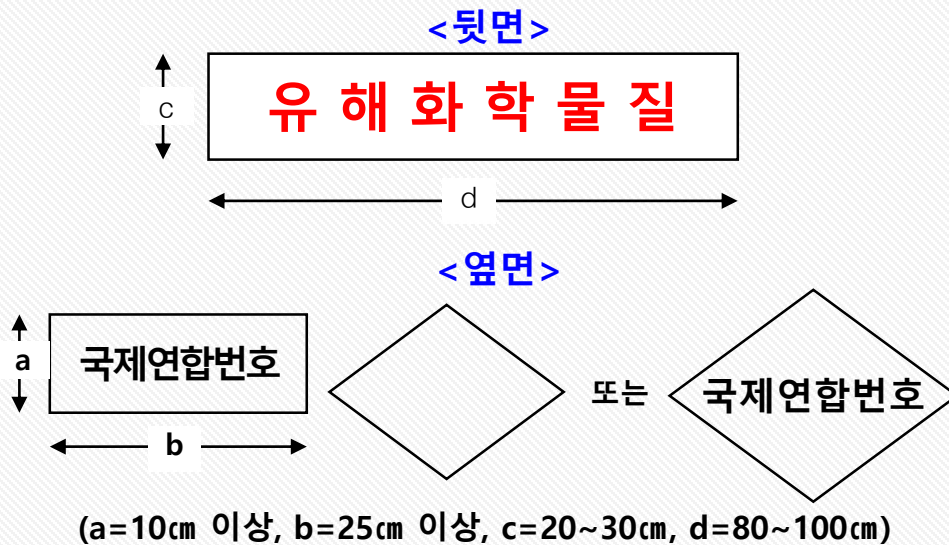 <뒷면>
유 해 화 학 물 질
c
d
<옆면>
a
국제연합번호
또는
국제연합번호
b
(a=10㎝ 이상, b=25㎝ 이상, c=20~30㎝, d=80~100㎝)